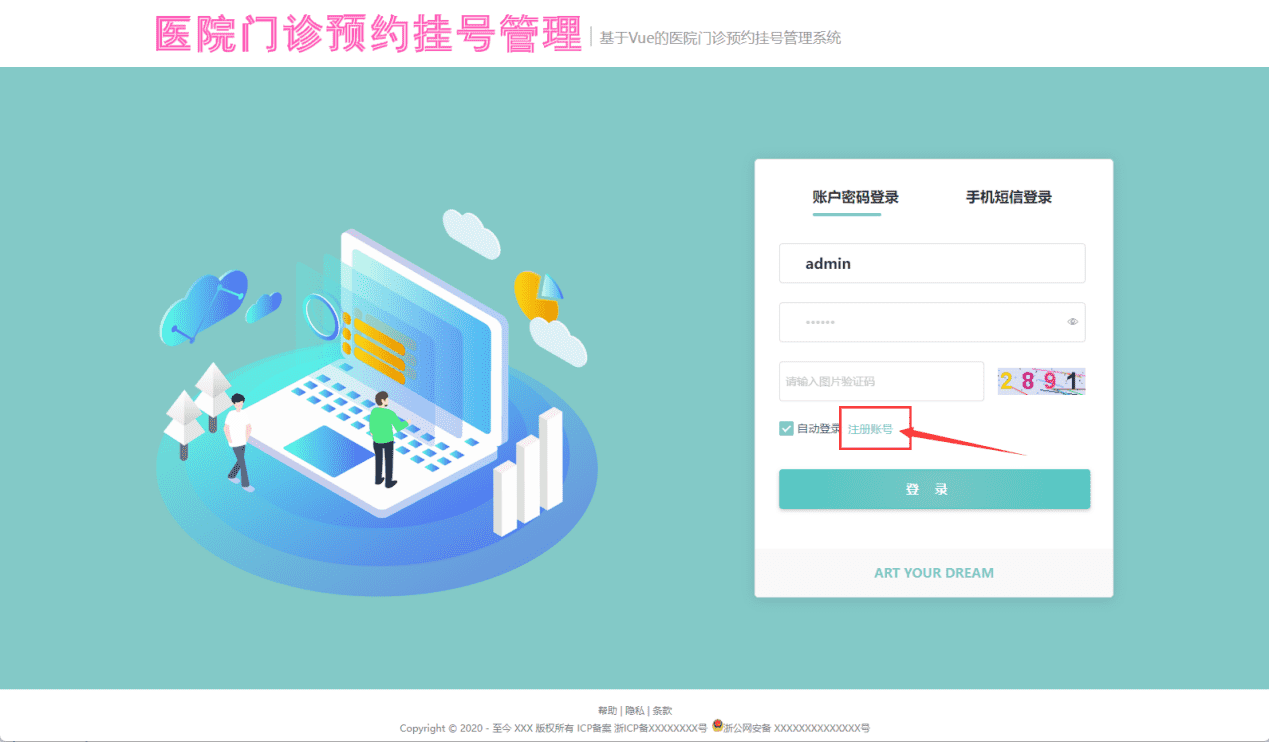 医院门诊预约挂号管理 | 基于Vue的医院门诊预约挂号管理系统
账户密码登录 手机短信登录
admin
••••••
请输入图片验证码 2891
自动登录 注册账号
登 录
ART YOUR DREAM
帮助 | 隐私 | 条款
Copyright © 2020 - 至今 XXX 版权所有 ICP备案 浙ICP备XXXXXXXX号 浙公网安备 XXXXXXXXXXXXXX号